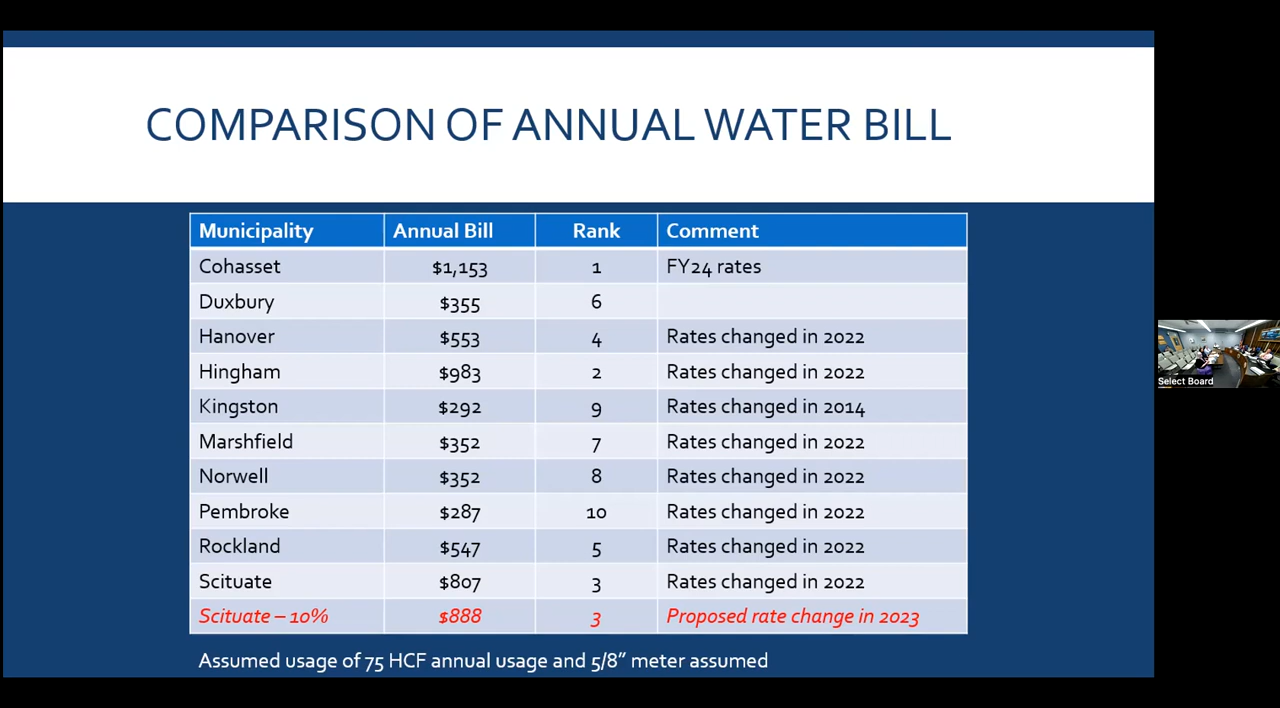 COMPARISON OF ANNUAL WATER BILL
Municipality Annual Bill Rank Comment
Cohasset $1,153 1 FY24 rates
Duxbury $355 6
Hanover $553 4 Rates changed in 2022
Hingham $983 2 Rates changed in 2022
Kingston $292 9 Rates changed in 2014
Marshfield $352 7 Rates changed in 2022
Norwell $352 8 Rates changed in 2022
Pembroke $287 10 Rates changed in 2022
Rockland $547 5 Rates changed in 2022
Scituate $807 3 Rates changed in 2022
Scituate – 10% $888 3 Proposed rate change in 2023
Assumed usage of 75 HCF annual usage and 5/8” meter assumed
Select Board